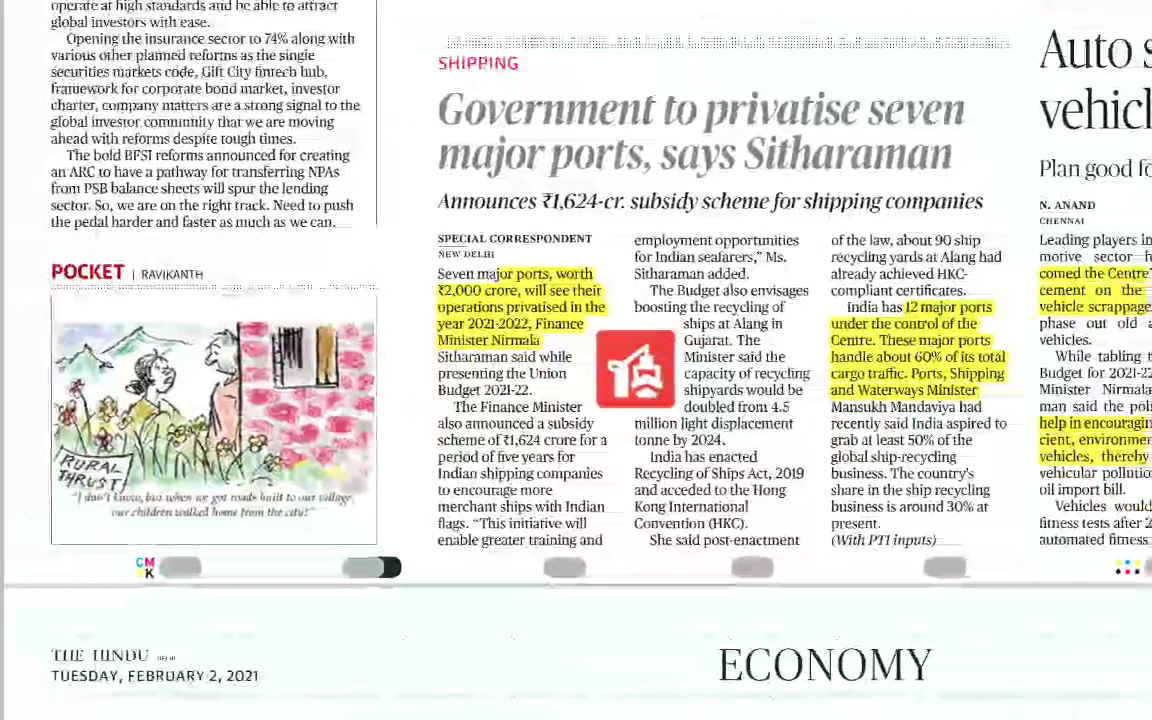 operate at high standards and be able to attract
global investors with ease.
Opening the insurance sector to 74% along with
various other planned reforms as the single
securities markets code, Gift City fintech hub,
framework for corporate bond market, investor
charter, company matters are a strong signal to the
global investor community that we are moving
ahead with reforms despite tough times.
The bold BFSI reforms announced for creating
an ARC to have a pathway for transferring NPAs
from PSB balance sheets will spur the lending
sector. So, we are on the right track. Need to push
the pedal harder and faster as much as we can.
POCKET | RAVIKANTH
RURAL
THRUST
"I don't know, but when we got roads built to our village,
our children walked home from the city!"
SHIPPING
Government to privatise seven
major ports, says Sitharaman
Announces ₹1,624-cr. subsidy scheme for shipping companies
SPECIAL CORRESPONDENT
NEW DELHI
Seven major ports, worth
₹2,000 crore, will see their
operations privatised in the
year 2021-2022, Finance
Minister Nirmala
Sitharaman said while
presenting the Union
Budget 2021-22.
The Finance Minister
also announced a subsidy
scheme of ₹1,624 crore for a
period of five years for
Indian shipping companies
to encourage more
merchant ships with Indian
flags. "This initiative will
enable greater training and
employment opportunities
for Indian seafarers," Ms.
Sitharaman added.
The Budget also envisages
boosting the recycling of
ships at Alang in
Gujarat. The
Minister said the
capacity of recycling
shipyards would be
doubled from 4.5
million light displacement
tonne by 2024.
India has enacted
Recycling of Ships Act, 2019
and acceded to the Hong
Kong International
Convention (HKC).
She said post-enactment
of the law, about 90 ship
recycling yards at Alang had
already achieved HKC-
compliant certificates.
India has 12 major ports
under the control of the
Centre. These major ports
handle about 60% of its total
cargo traffic. Ports, Shipping
and Waterways Minister
Mansukh Mandaviya had
recently said India aspired to
grab at least 50% of the
global ship-recycling
business. The country's
share in the ship recycling
business is around 30% at
present.
(With PTI inputs)
Auto s
vehicl
Plan good fo
N. ANAND
CHENNAI
Leading players in
motive sector h
comed the Centre'
cement on the
vehicle scrappage
phase out old a
vehicles.
While tabling t
Budget for 2021-22
Minister Nirmala
man said the poli
help in encouragin
cient, environmen
vehicles, thereby
vehicular pollutio
oil import bill.
Vehicles would
fitness tests after 2
automated fitness
CM
YK
THE HINDU DELHI
TUESDAY, FEBRUARY 2, 2021
ECONOMY